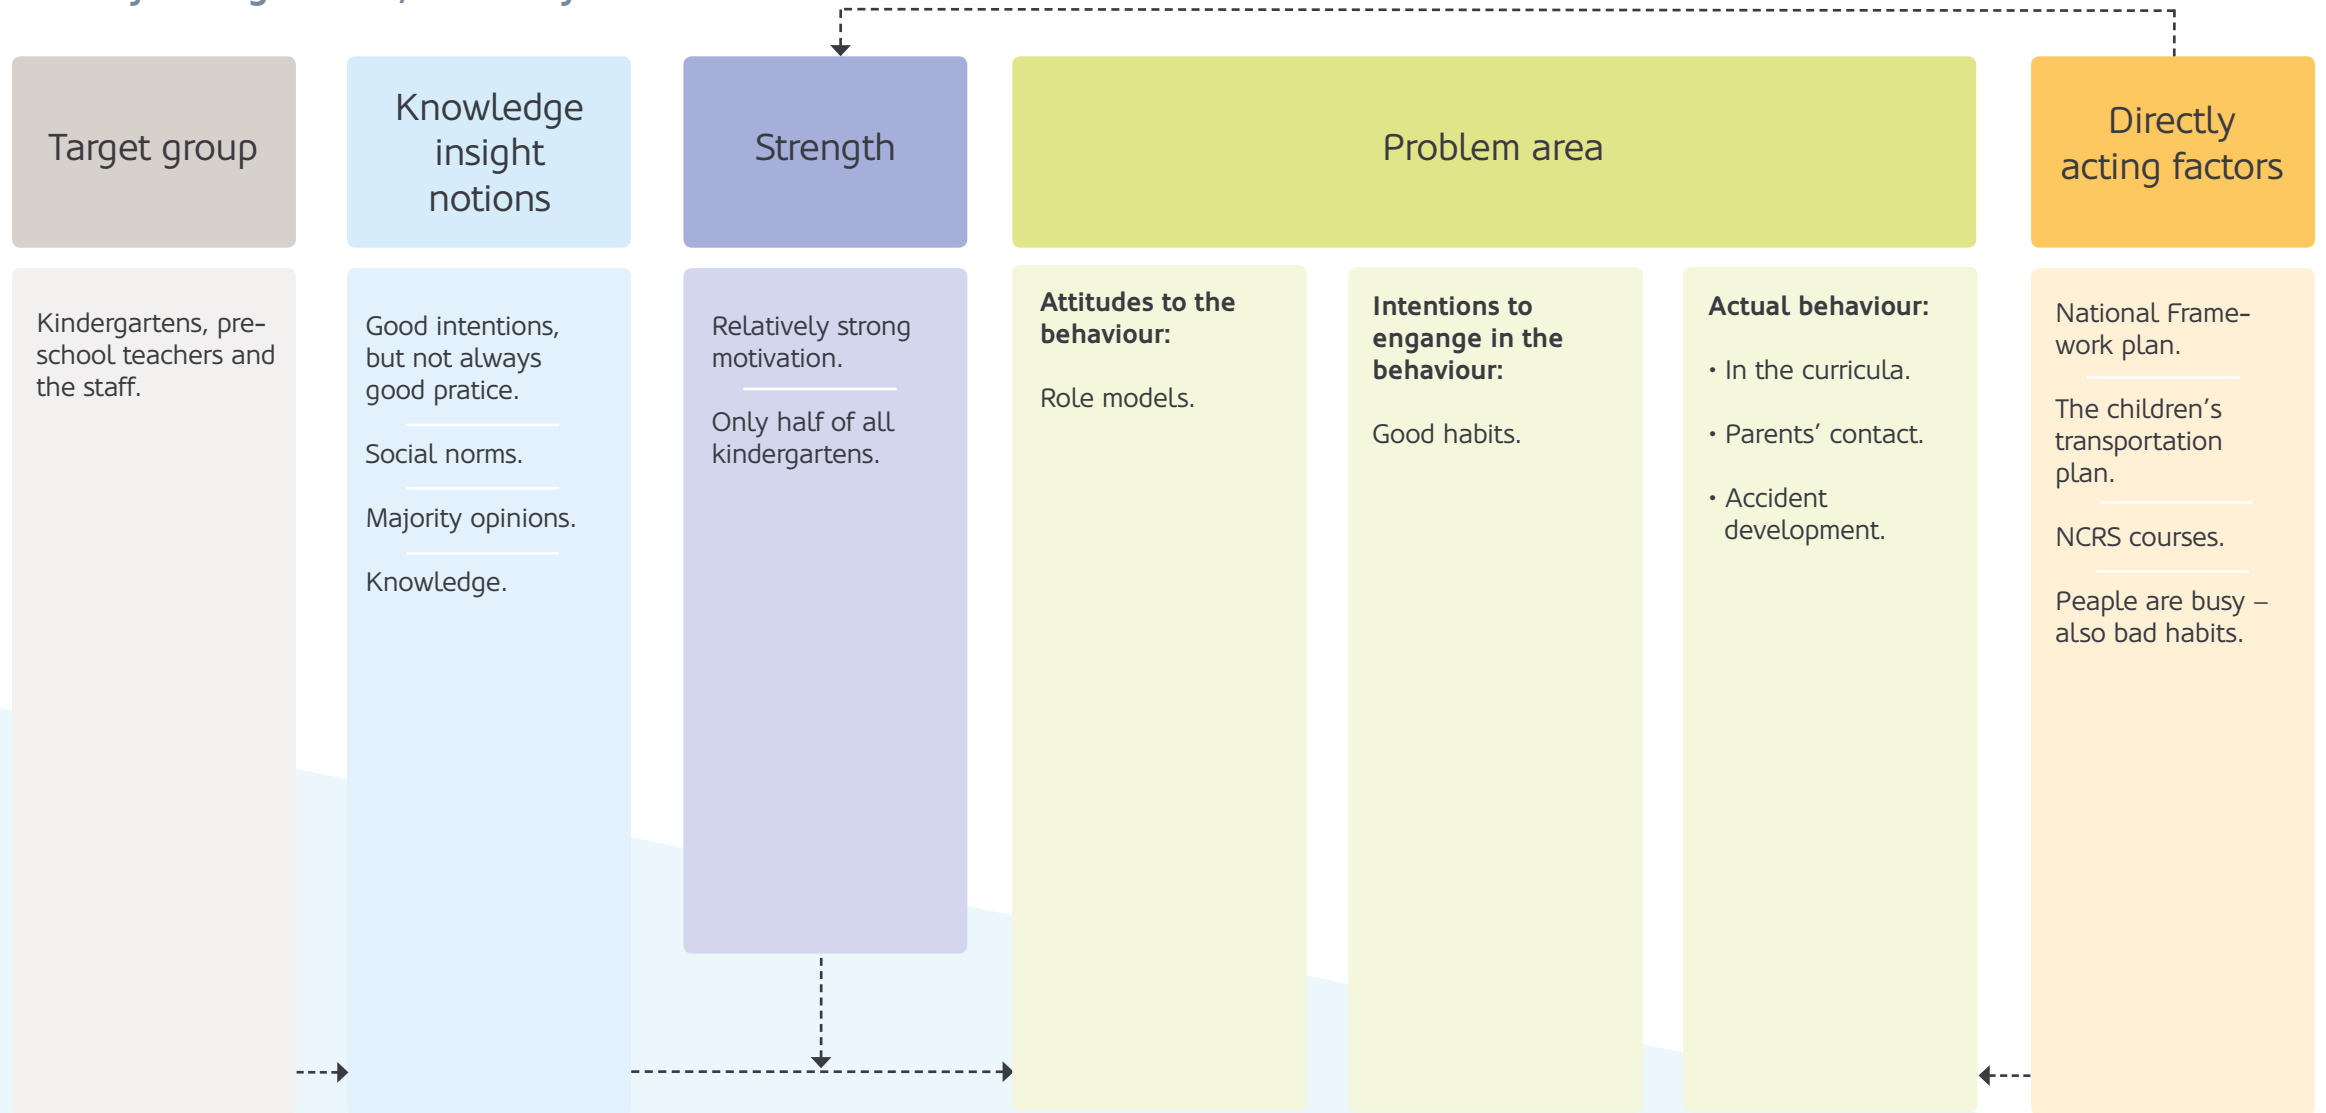 Target group
Knowledge
insight
notions
Strength
Problem area
Directly
acting factors
Kindergartens, pre-
school teachers and
the staff.
Good intentions,
but not always
good pratice.
Social norms.
Majority opinions.
Knowledge.
Relatively strong
motivation.
Only half of all
kindergartens.
Attitudes to the
behaviour:
Role models.
Intentions to
engange in the
behaviour:
Good habits.
Actual behaviour:
• In the curricula.
• Parents’ contact.
• Accident
development.
National Frame-
work plan.
The children’s
transportation
plan.
NCRS courses.
Peaple are busy –
also bad habits.